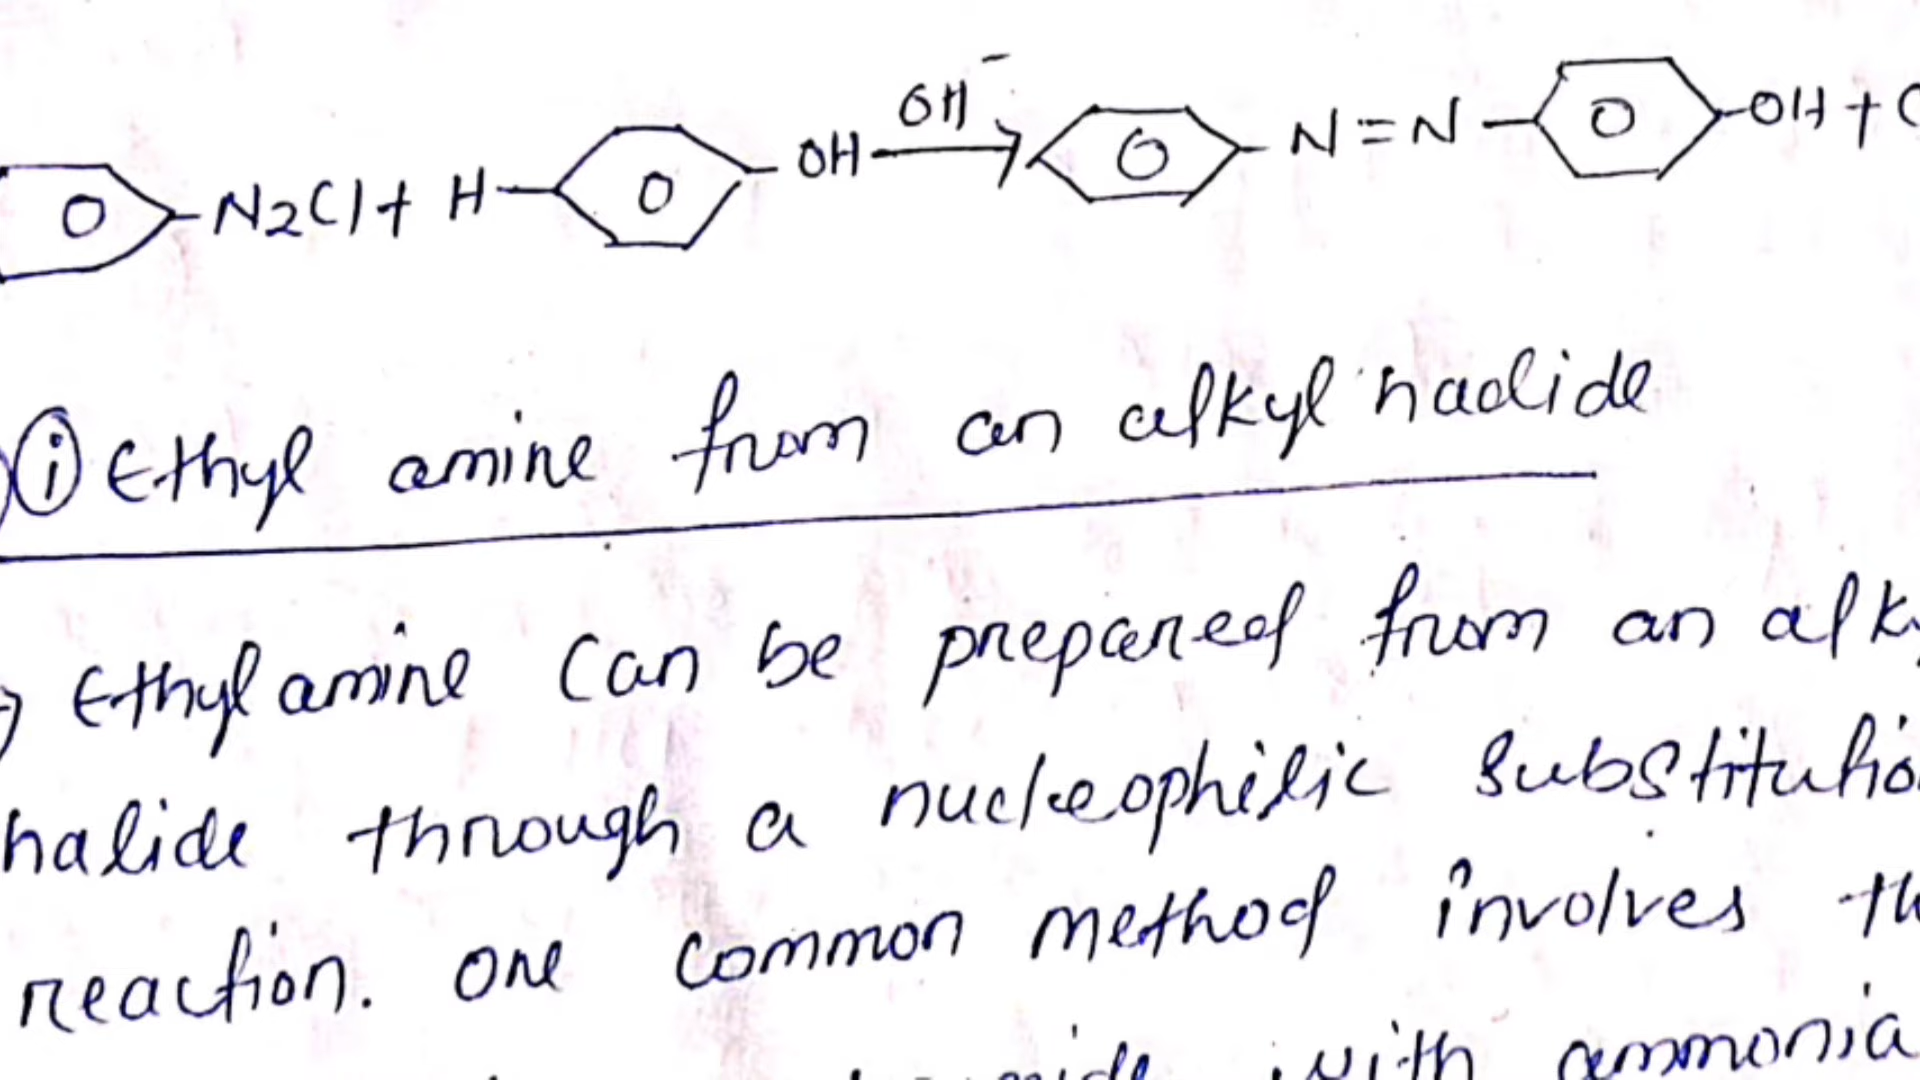 O -N2Cl + H- O -OH OH⁻ → O -N=N- O -OH +
(i) Ethyl amine from an alkyl haolide
Ethyl amine can be prepared from an alk
halide through a nucleophilic substitutio
reaction. one common method involves th
with ammonia